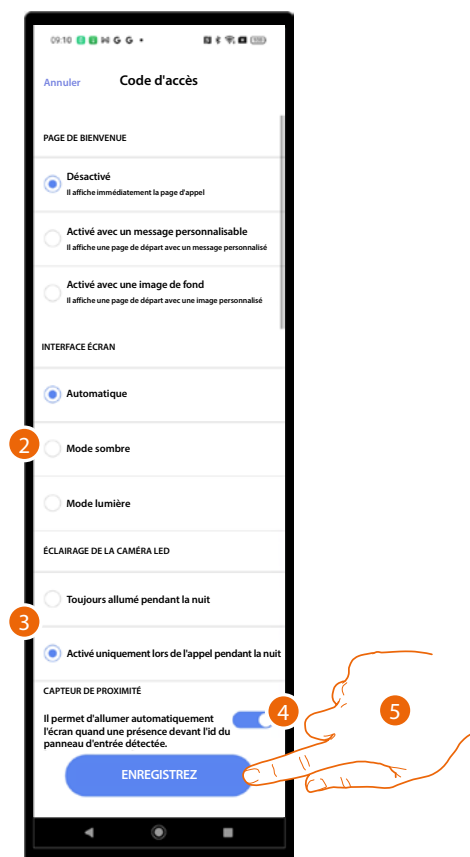 09:10 G G
Annuler Code d'accès
PAGE DE BIENVENUE
Désactivé
Il affiche immédiatement la page d'appel
Activé avec un message personnalisable
Il affiche une page de départ avec un message personnalisé
Activé avec une image de fond
Il affiche une page de départ avec une image personnalisé
INTERFACE ÉCRAN
Automatique
2
Mode sombre
Mode lumière
ÉCLAIRAGE DE LA CAMÉRA LED
Toujours allumé pendant la nuit
3
Activé uniquement lors de l'appel pendant la nuit
CAPTEUR DE PROXIMITÉ
Il permet d'allumer automatiquement
l'écran quand une présence devant l'id du
panneau d'entrée détectée.
4
5
ENREGISTREZ